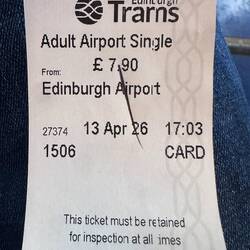 Edinburgh
Trams
Adult Airport Single
£ 7.90
From:
Edinburgh Airport
27374 13 Apr 26 17:03
1506 CARD
This ticket must be retained
for inspection at all times